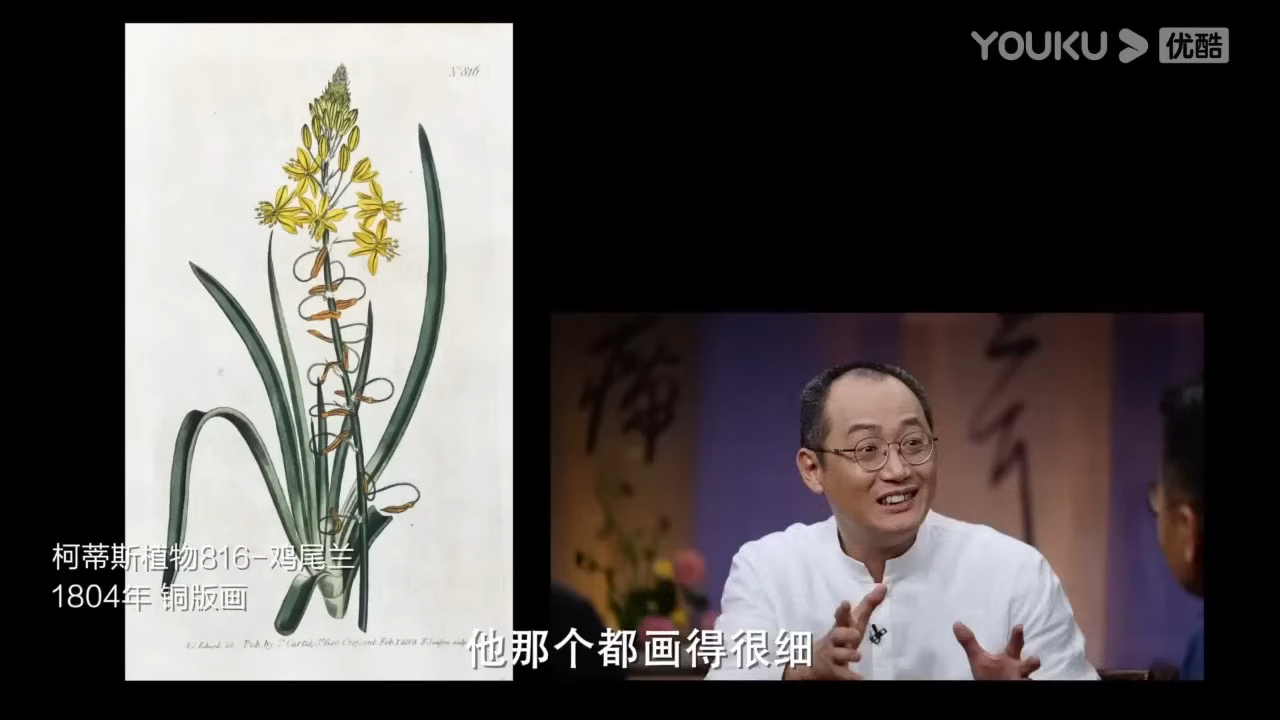 YOUKU 优酷
Nº 816
柯蒂斯植物816-鸡尾兰
1804年 铜版画
他那个都画得很细